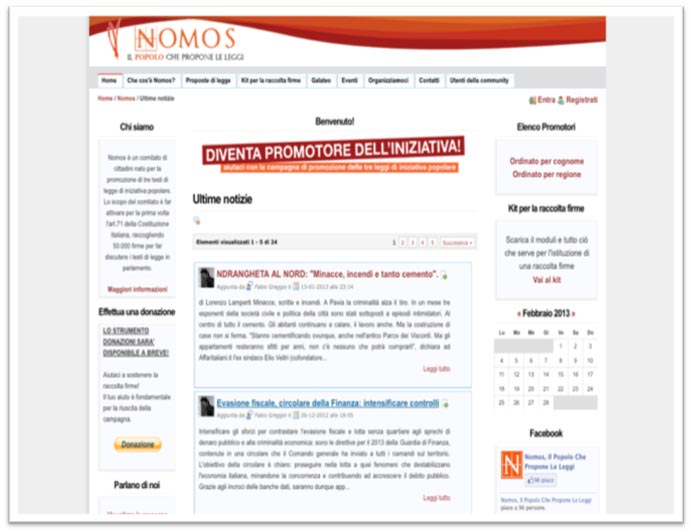 NOMOS
IL POPOLO CHE PROPONE LE LEGGI
Home
Che cos'è Nomos?
Proposte di legge
Kit per la raccolta firme
Galateo
Eventi
Organizziamoci
Contatti
Utenti della community
Home / Nomos / Ultime notizie
Entra Registrati
Chi siamo
Nomos è un comitato di
cittadini nato per la
promozione di tre testi di
legge di iniziativa popolare.
Lo scopo del comitato è far
attivare per la prima volta
l'art.71 della Costituzione
Italiana, raccogliendo
50.000 firme per far
discutere i testi di legge in
parlamento.
Maggiori informazioni
Effettua una donazione
LO STRUMENTO
DONAZIONI SARA'
DISPONIBILE A BREVE!
Aiutaci a sostenere la
raccolta firme!
Il tuo aiuto è fondamentale
per la riuscita della
campagna.
Donazione
Parlano di noi
Benvenuto!
DIVENTA PROMOTORE DELL'INIZIATIVA!
aiutaci con la campagna di promozione delle tre leggi di iniziativa popolare
Ultime notizie
Elementi visualizzati 1 - 5 di 24
1 2 3 4 5 Successiva »
NDRANGHETA AL NORD: "Minacce, incendi e tanto cemento".
Aggiunta da Fabio Greggio il 13-01-2013 alle 23:14
di Lorenzo Lamperti Minacce, scritte e incendi. A Pavia la criminalità alza il tiro. In un mese tre
esponenti della società civile e politica della città sono stati sottoposti a episodi intimidatori. Al
centro di tutto il cemento. Gli abitanti continuano a calare, il lavoro anche. Ma la costruzione di
case non si ferma. "Stanno cementificando ovunque, anche nell'antico Parco dei Visconti. Ma gli
appartamenti resteranno sfitti per anni, non c'è nessuno che potrà comprarli", dichiara ad
Affaritaliani.it l'ex sindaco Elio Veltri (cofondatore...
Leggi tutto
Evasione fiscale, circolare della Finanza: intensificare controlli
Aggiunta da Fabio Greggio il 26-12-2012 alle 18:05
Intensificare gli sforzi per contrastare l'evasione fiscale e lotta senza quartiere agli sprechi di
denaro pubblico e alla criminalità economica: sono le direttive per il 2013 della Guardia di Finanza,
contenute in una circolare che il Comando generale ha inviato a tutti i comandi sul territorio.
L'obiettivo della circolare è chiaro: proseguire nella lotta a quei fenomeni che destabilizzano
l'economia italiana, minandone la concorrenza e contribuendo ad accrescere il debito pubblico.
Grazie agli incroci delle banche dati, saranno dunque app...
Leggi tutto
Elenco Promotori
Ordinato per cognome
Ordinato per regione
Kit per la raccolta firme
Scarica il moduli e tutto ciò
che serve per l'istituzione di
una raccolta firme
Vai al kit
« Febbraio 2013 »
Lu Ma Me Gi Ve Sa Do
1 2 3
4 5 6 7 8 9 10
11 12 13 14 15 16 17
18 19 20 21 22 23 24
25 26 27 28
Facebook
N
Nomos, Il Popolo Che
Propone Le Leggi
Mi piace
Nomos, Il Popolo Che Propone Le Leggi
piace a 96 persone.